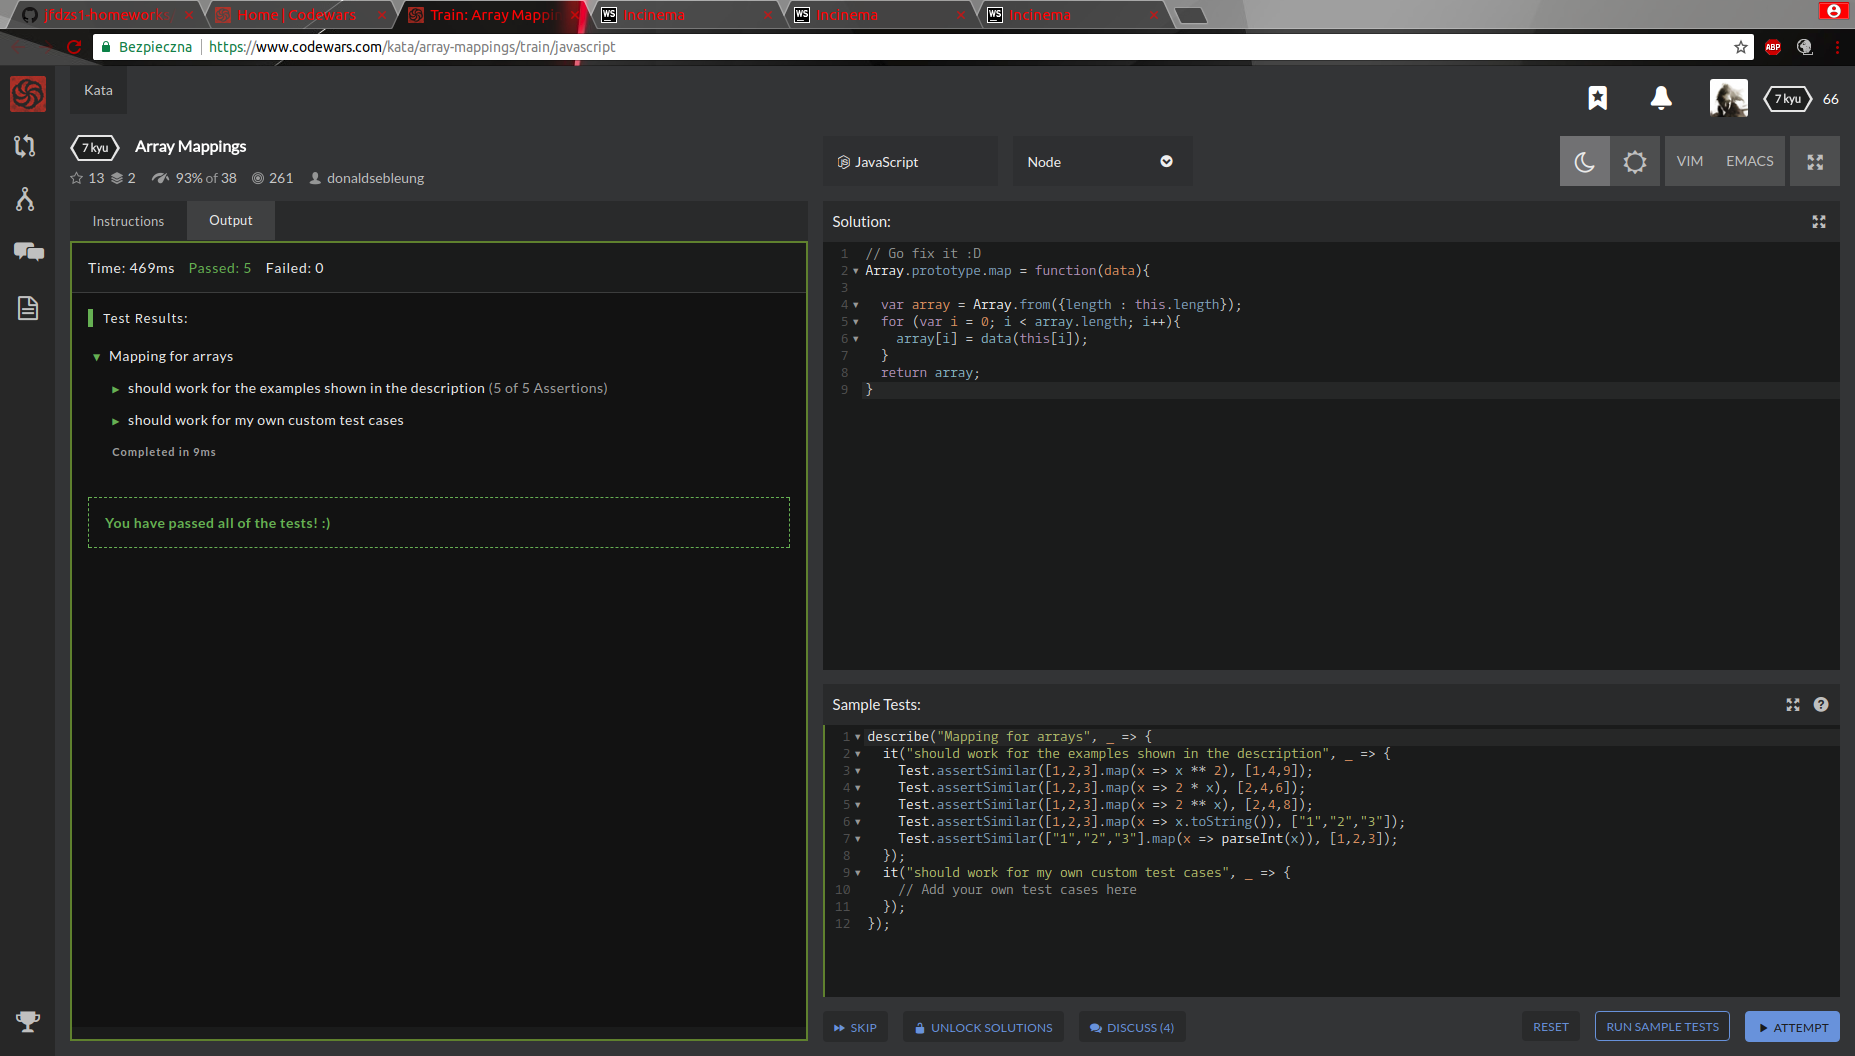 jfdzs1-homeworks
Home | Codewars
Train: Array Mappin
Incinema
Incinema
Incinema
Bezpieczna https://www.codewars.com/kata/array-mappings/train/javascript
ABP
Kata
7 kyu 66
7 kyu Array Mappings
13 2 93% of 38 261 donaldsebleung
JavaScript
Node
VIM EMACS
Instructions Output
Time: 469ms Passed: 5 Failed: 0
Test Results:
Mapping for arrays
should work for the examples shown in the description (5 of 5 Assertions)
should work for my own custom test cases
Completed in 9ms
You have passed all of the tests! :)
Solution:
1 // Go fix it :D
2 Array.prototype.map = function(data){
3
4 var array = Array.from({length : this.length});
5 for (var i = 0; i < array.length; i++){
6 array[i] = data(this[i]);
7 }
8 return array;
9 }
Sample Tests:
1 describe("Mapping for arrays", _ => {
2 it("should work for the examples shown in the description", _ => {
3 Test.assertSimilar([1,2,3].map(x => x ** 2), [1,4,9]);
4 Test.assertSimilar([1,2,3].map(x => 2 * x), [2,4,6]);
5 Test.assertSimilar([1,2,3].map(x => 2 ** x), [2,4,8]);
6 Test.assertSimilar([1,2,3].map(x => x.toString()), ["1","2","3"]);
7 Test.assertSimilar(["1","2","3"].map(x => parseInt(x)), [1,2,3]);
8 });
9 it("should work for my own custom test cases", _ => {
10 // Add your own test cases here
11 });
12 });
SKIP UNLOCK SOLUTIONS DISCUSS (4) RESET RUN SAMPLE TESTS ATTEMPT